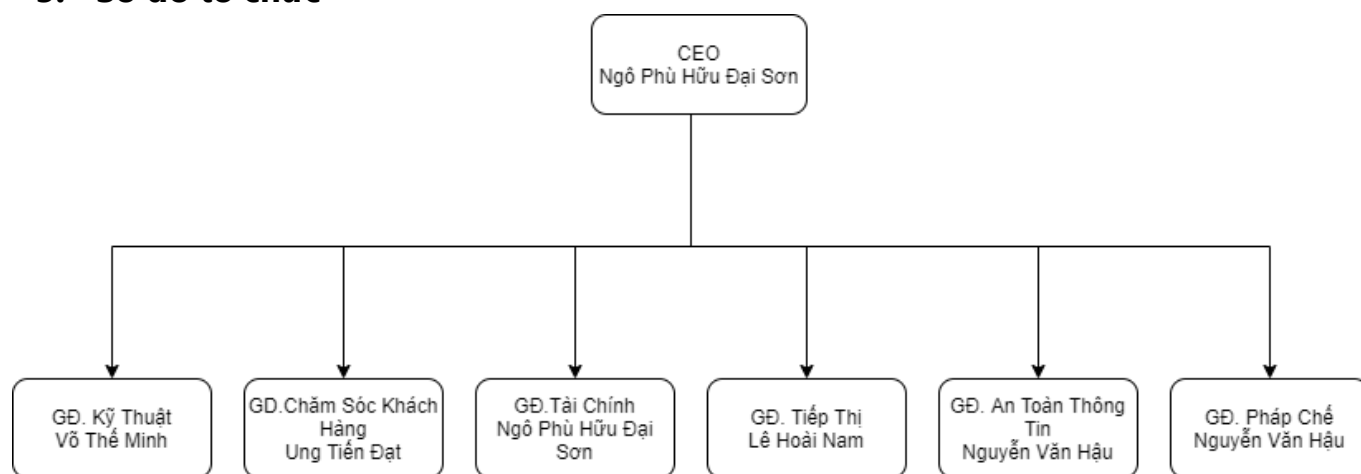 CEO
Ngô Phù Hữu Đại Sơn
GĐ. Kỹ Thuật
Võ Thế Minh
GD.Chăm Sóc Khách
Hàng
Ung Tiến Đạt
GĐ.Tài Chính
Ngô Phù Hữu Đại
Sơn
GĐ. Tiếp Thị
Lê Hoài Nam
GĐ. An Toàn Thông
Tin
Nguyễn Văn Hậu
GĐ. Pháp Chế
Nguyễn Văn Hậu